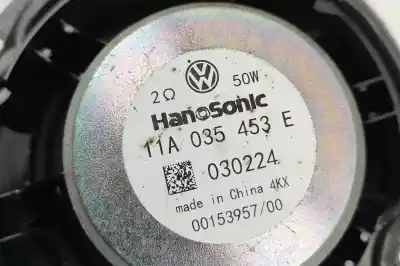 2Ω 50W
HanoSonic
11A 035 453 E
030224
made in China 4KX
00153957/00